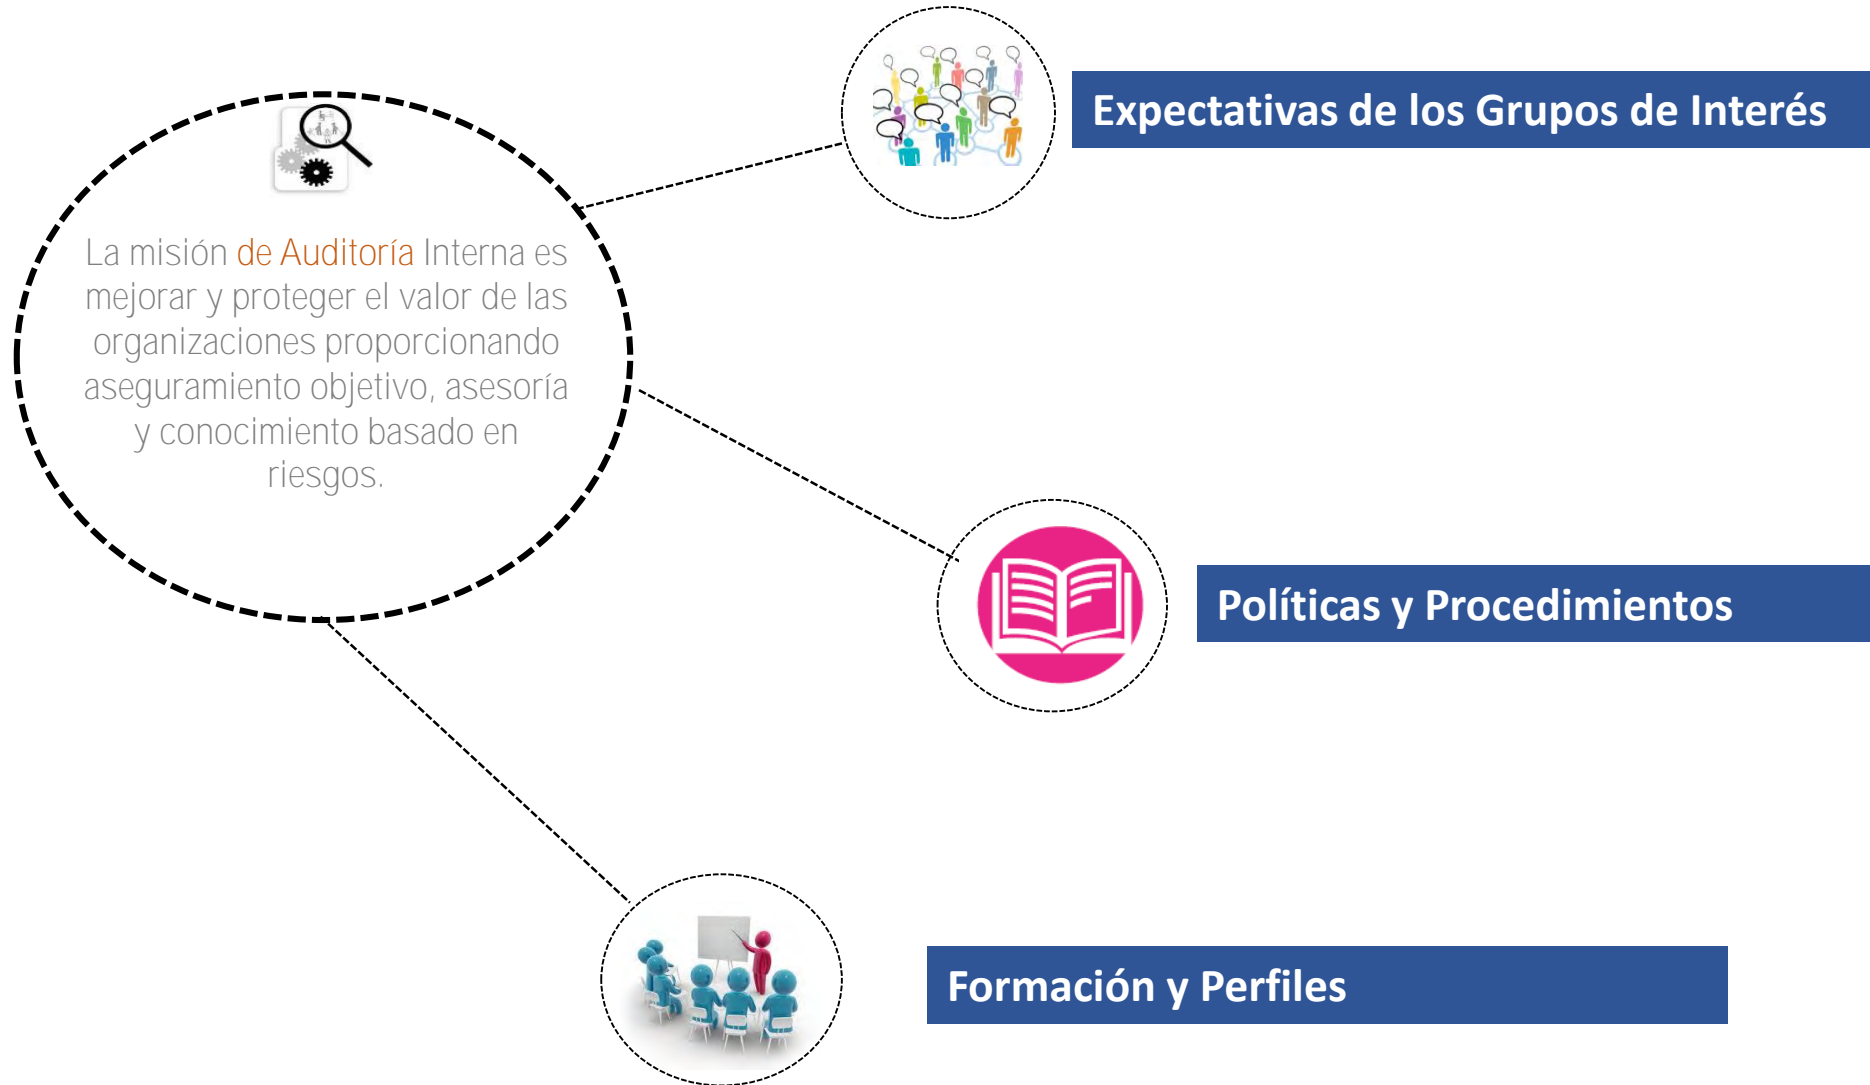 Expectativas de los Grupos de Interés
La misión de Auditoría Interna es
mejorar y proteger el valor de las
organizaciones proporcionando
aseguramiento objetivo, asesoría
y conocimiento basado en
riesgos.
Políticas y Procedimientos
Formación y Perfiles